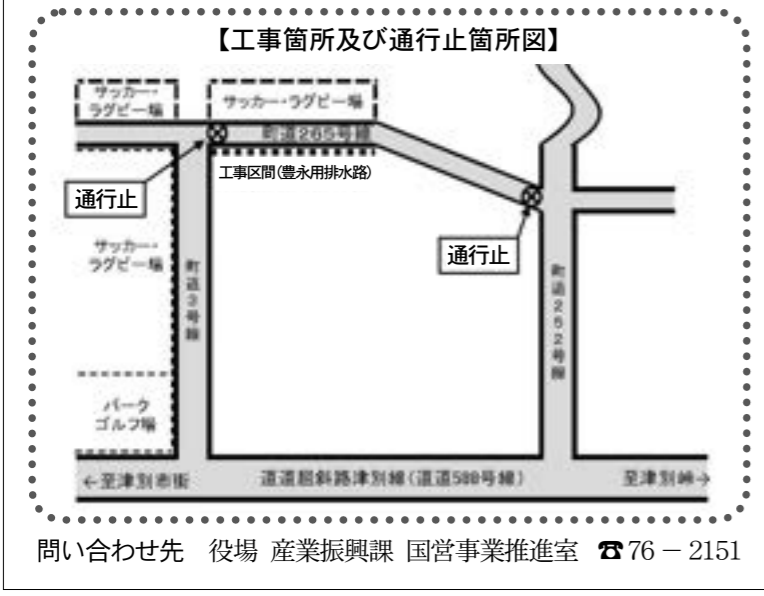 【工事箇所及び通行止箇所図】
サッカー・
ラグビー場
サッカー・ラグビー場
町道265号線
工事区間(豊永用排水路)
通行止
通行止
サッカー・
ラグビー場
町道3号線
町道252号線
パーク
ゴルフ場
←至津別市街
道道屈斜路津別線(道道588号線)
至津別峠→
問い合わせ先 役場 産業振興課 国営事業推進室 ☎76－2151